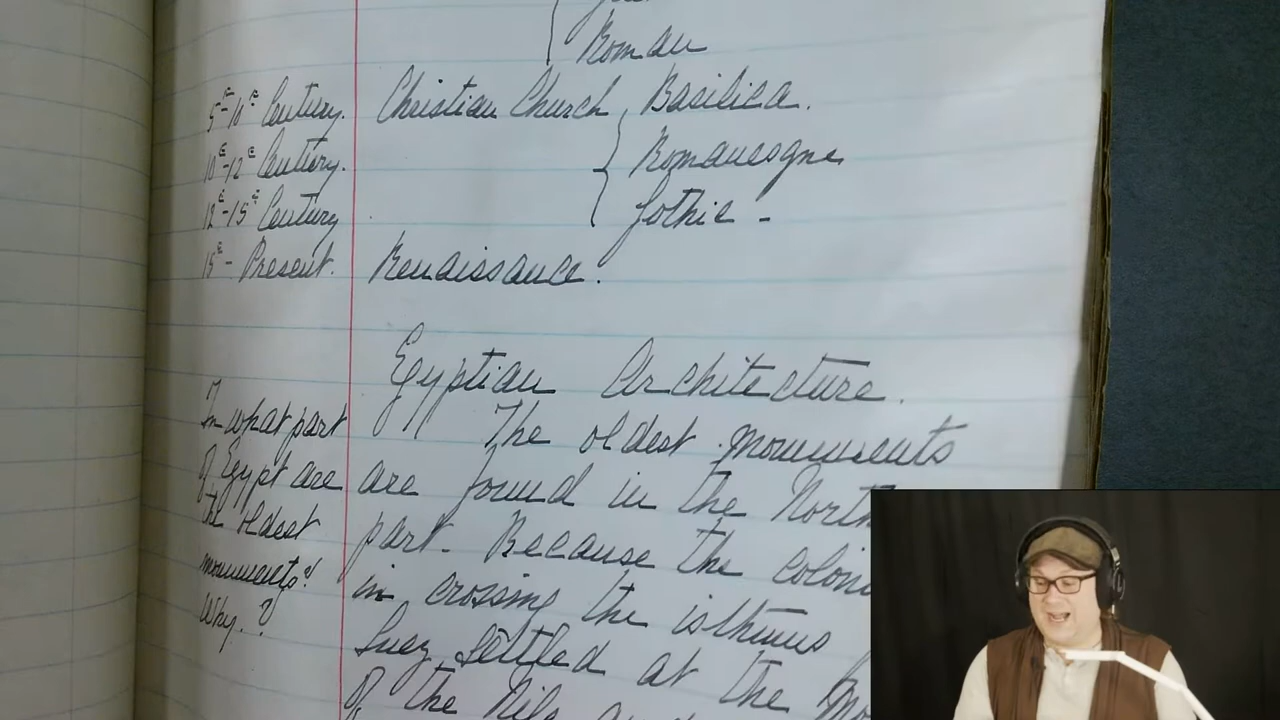 Roman
5th-10th Century. Christian Church, Basilica.
10th-12th Century. Romanesque
12th-15th Century Gothic -
15th- Present. Renaissance.
Egyptian Architecture.
In what part The oldest monuments
of Egypt are are found in the North
the oldest part. Because the
monuments? in crossing the isthmus
Why.? Suez settled at the
of the Nile